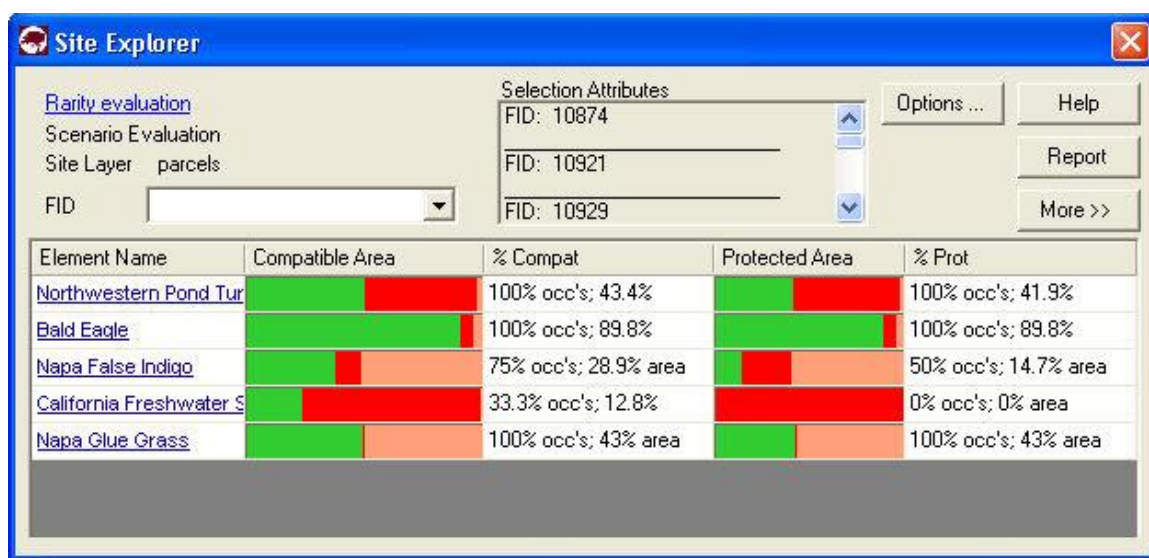 Site Explorer
Rarity evaluation
Scenario Evaluation
Site Layer parcels
FID
Selection Attributes
FID: 10874
FID: 10921
FID: 10929
Options ...
Help
Report
More >>
Element Name Compatible Area % Compat Protected Area % Prot
Northwestern Pond Tur 100% occ's; 43.4% 100% occ's; 41.9%
Bald Eagle 100% occ's; 89.8% 100% occ's; 89.8%
Napa False Indigo 75% occ's; 28.9% area 50% occ's; 14.7% area
California Freshwater S 33.3% occ's; 12.8% 0% occ's; 0% area
Napa Glue Grass 100% occ's; 43% area 100% occ's; 43% area